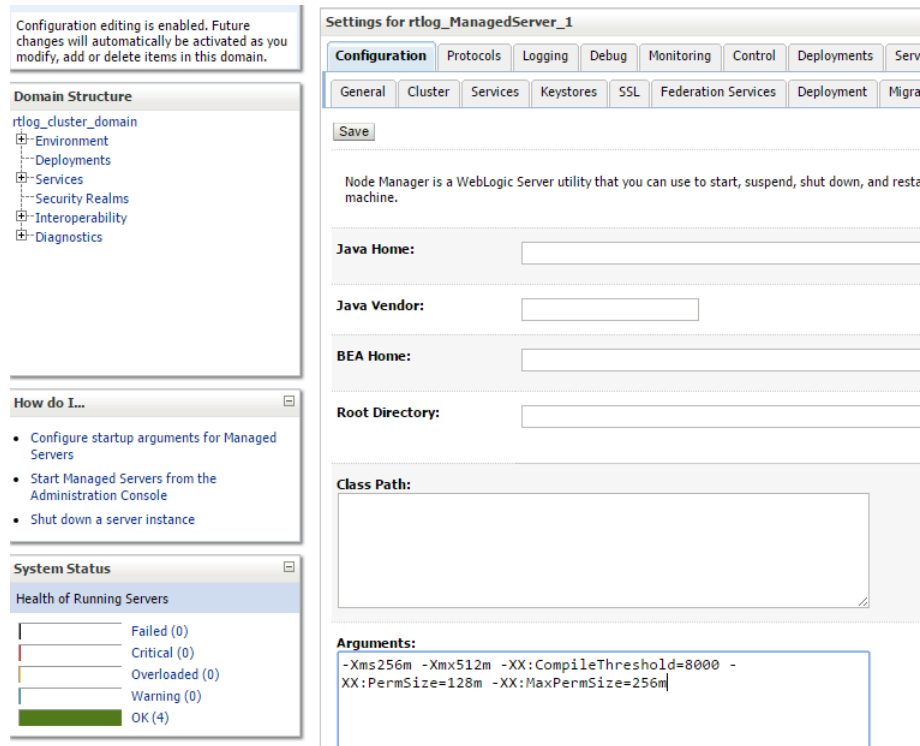 Configuration editing is enabled. Future
changes will automatically be activated as you
modify, add or delete items in this domain.
Domain Structure
rtlog_cluster_domain
Environment
Deployments
Services
Security Realms
Interoperability
Diagnostics
How do I...
Configure startup arguments for Managed
Servers
Start Managed Servers from the
Administration Console
Shut down a server instance
System Status
Health of Running Servers
Failed (0)
Critical (0)
Overloaded (0)
Warning (0)
OK (4)
Settings for rtlog_ManagedServer_1
Configuration Protocols Logging Debug Monitoring Control Deployments Serv
General Cluster Services Keystores SSL Federation Services Deployment Migra
Save
Node Manager is a WebLogic Server utility that you can use to start, suspend, shut down, and resta
machine.
Java Home:
Java Vendor:
BEA Home:
Root Directory:
Class Path:
Arguments:
-Xms256m -Xmx512m -XX:CompileThreshold=8000 -
XX:PermSize=128m -XX:MaxPermSize=256m